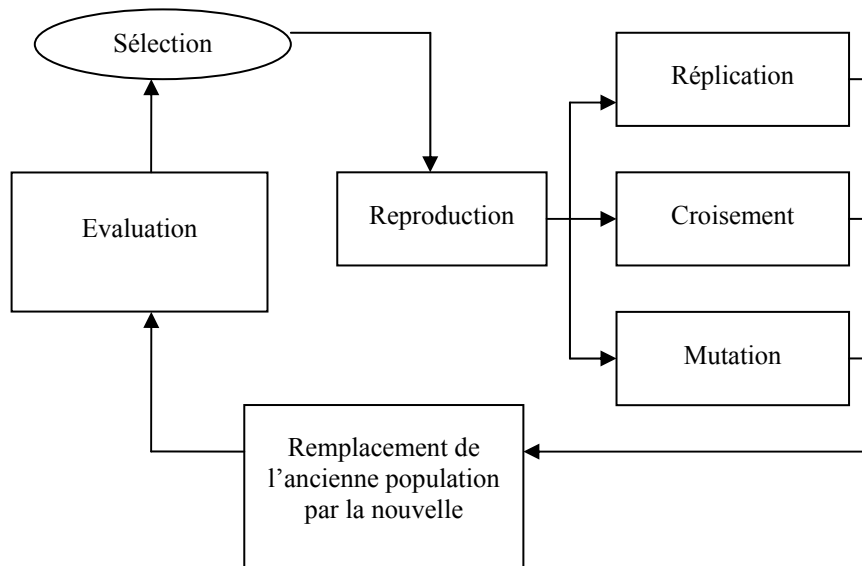 Sélection
Réplication
Evaluation
Reproduction
Croisement
Mutation
Remplacement de
l’ancienne population
par la nouvelle